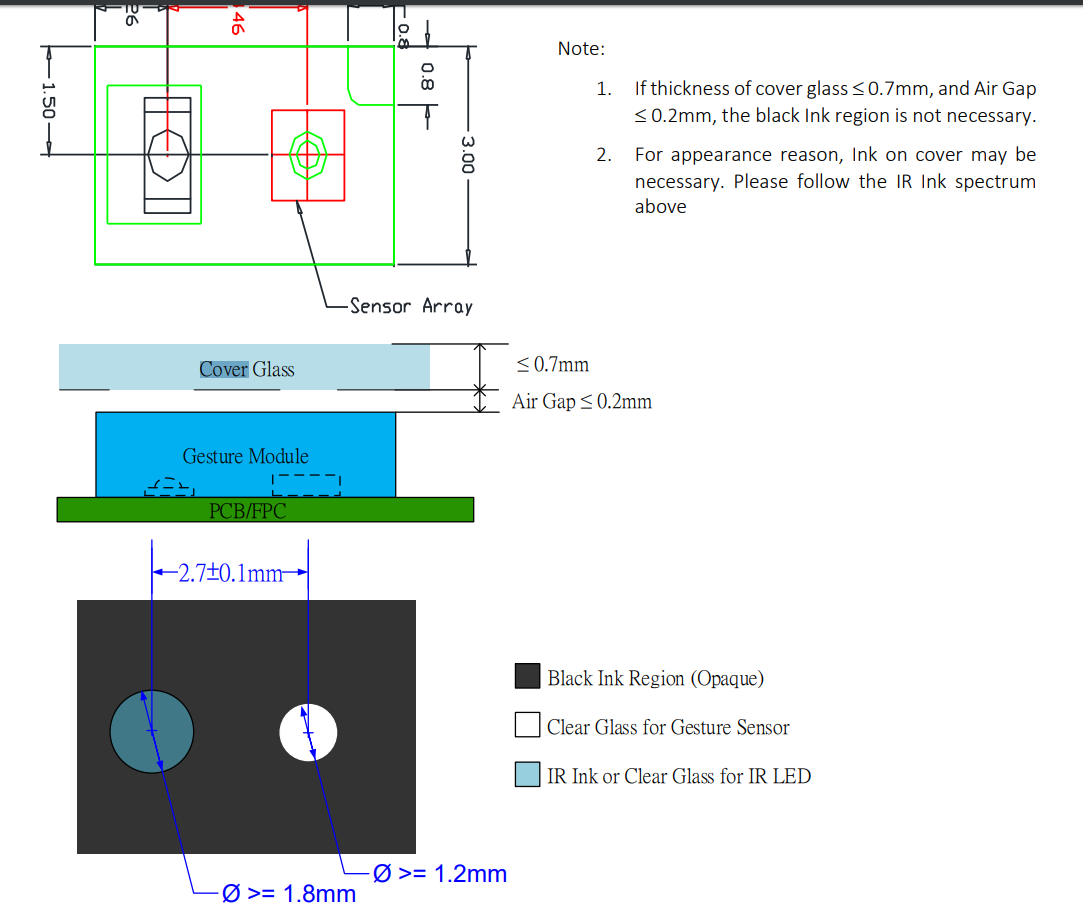 0.8
1.50
0.8
3.00
Sensor Array
Note:
1. If thickness of cover glass ≤ 0.7mm, and Air Gap
≤ 0.2mm, the black Ink region is not necessary.
2. For appearance reason, Ink on cover may be
necessary. Please follow the IR Ink spectrum
above
Cover Glass
≤ 0.7mm
Air Gap ≤ 0.2mm
Gesture Module
PCB/FPC
2.7±0.1mm
Black Ink Region (Opaque)
Clear Glass for Gesture Sensor
IR Ink or Clear Glass for IR LED
Ø >= 1.2mm
Ø >= 1.8mm